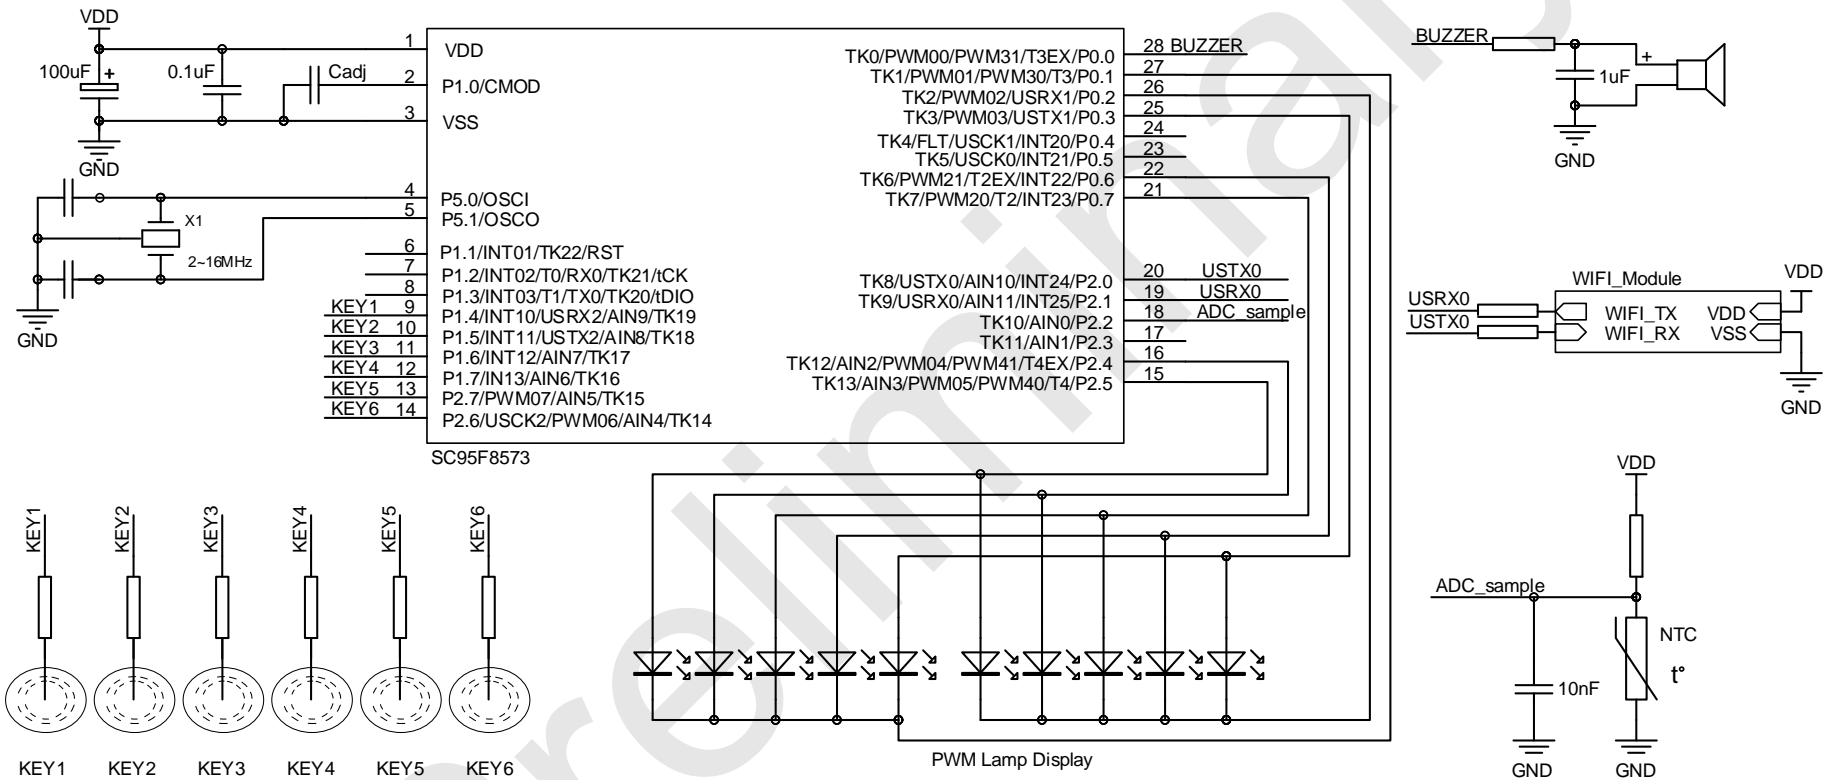 VDD
100uF
+
0.1uF
Cadj
GND
1
VDD
2
P1.0/CMOD
3
VSS
4
P5.0/OSCI
5
P5.1/OSCO
X1
2~16MHz
GND
6
P1.1/INT01/TK22/RST
7
P1.2/INT02/T0/RX0/TK21/tCK
8
P1.3/INT03/T1/TX0/TK20/tDIO
KEY1 9
P1.4/INT10/USRX2/AIN9/TK19
KEY2 10
P1.5/INT11/USTX2/AIN8/TK18
KEY3 11
P1.6/INT12/AIN7/TK17
KEY4 12
P1.7/IN13/AIN6/TK16
KEY5 13
P2.7/PWM07/AIN5/TK15
KEY6 14
P2.6/USCK2/PWM06/AIN4/TK14
SC95F8573
TK0/PWM00/PWM31/T3EX/P0.0
28 BUZZER
TK1/PWM01/PWM30/T3/P0.1
27
TK2/PWM02/USRX1/P0.2
26
TK3/PWM03/USTX1/P0.3
25
TK4/FLT/USCK1/INT20/P0.4
24
TK5/USCK0/INT21/P0.5
23
TK6/PWM21/T2EX/INT22/P0.6
22
TK7/PWM20/T2/INT23/P0.7
21
TK8/USTX0/AIN10/INT24/P2.0
20 USTX0
TK9/USRX0/AIN11/INT25/P2.1
19 USRX0
TK10/AIN0/P2.2
18 ADC_sample
TK11/AIN1/P2.3
17
TK12/AIN2/PWM04/PWM41/T4EX/P2.4
16
TK13/AIN3/PWM05/PWM40/T4/P2.5
15
BUZZER
+
1uF
GND
WIFI_Module
VDD
USRX0
WIFI_TX
VDD
USTX0
WIFI_RX
VSS
GND
VDD
ADC_sample
NTC
t°
10nF
GND
GND
KEY1
KEY2
KEY3
KEY4
KEY5
KEY6
KEY1
KEY2
KEY3
KEY4
KEY5
KEY6
PWM Lamp Display
preliminary